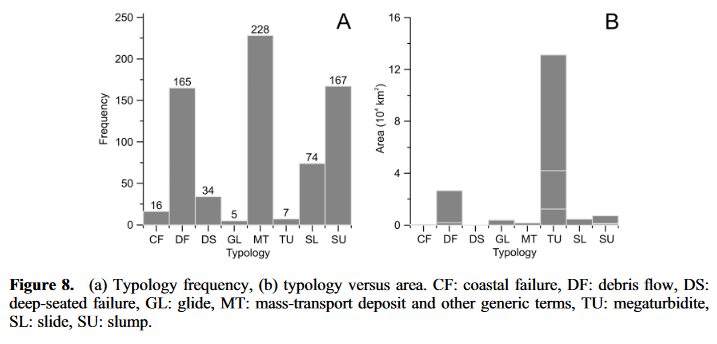 A
250
200
150
100
50
0
Frequency
16
165
34
5
228
7
74
167
CF DF DS GL MT TU SL SU
Typology
B
16
12
8
4
0
Area (10⁴ km²)
CF DF DS GL MT TU SL SU
Typology
Figure 8. (a) Typology frequency, (b) typology versus area. CF: coastal failure, DF: debris flow, DS:
deep-seated failure, GL: glide, MT: mass-transport deposit and other generic terms, TU: megaturbidite,
SL: slide, SU: slump.